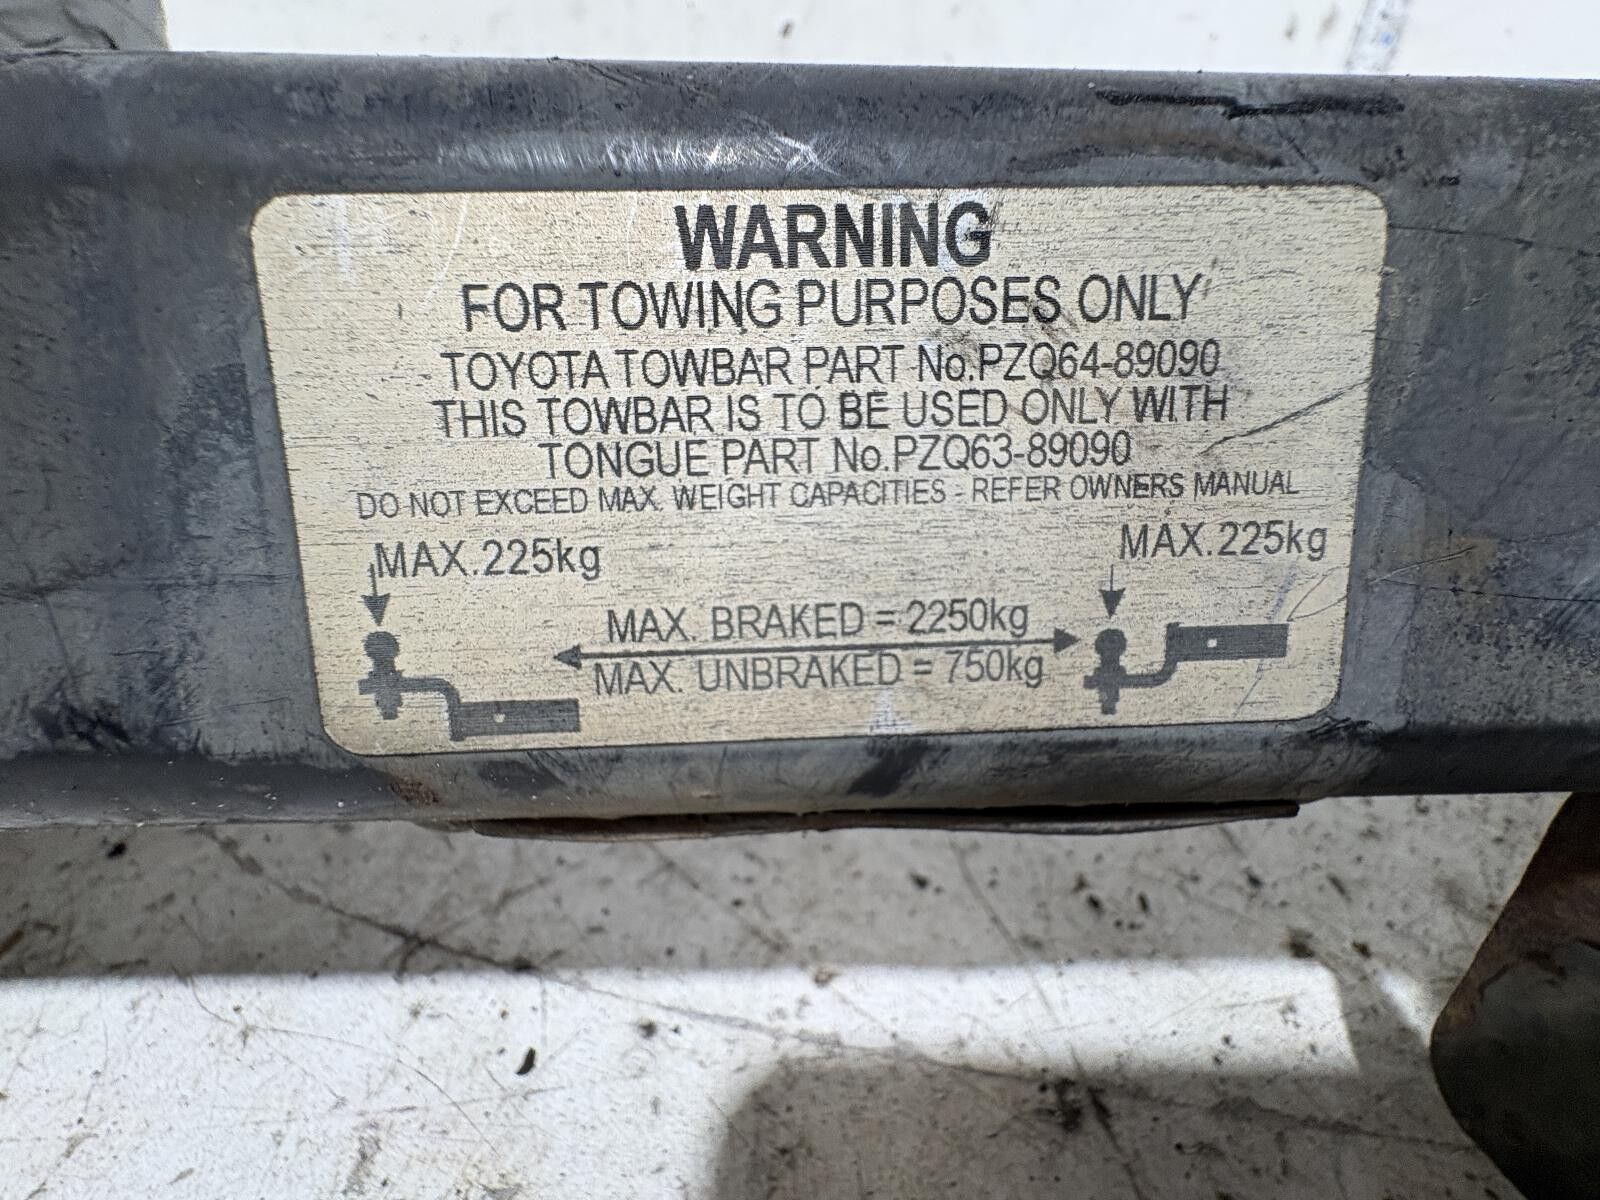 WARNING
FOR TOWING PURPOSES ONLY
TOYOTA TOWBAR PART No.PZQ64-89090
THIS TOWBAR IS TO BE USED ONLY WITH
TONGUE PART No.PZQ63-89090
DO NOT EXCEED MAX. WEIGHT CAPACITIES - REFER OWNERS MANUAL
MAX.225kg
MAX.225kg
MAX. BRAKED = 2250kg
MAX. UNBRAKED = 750kg